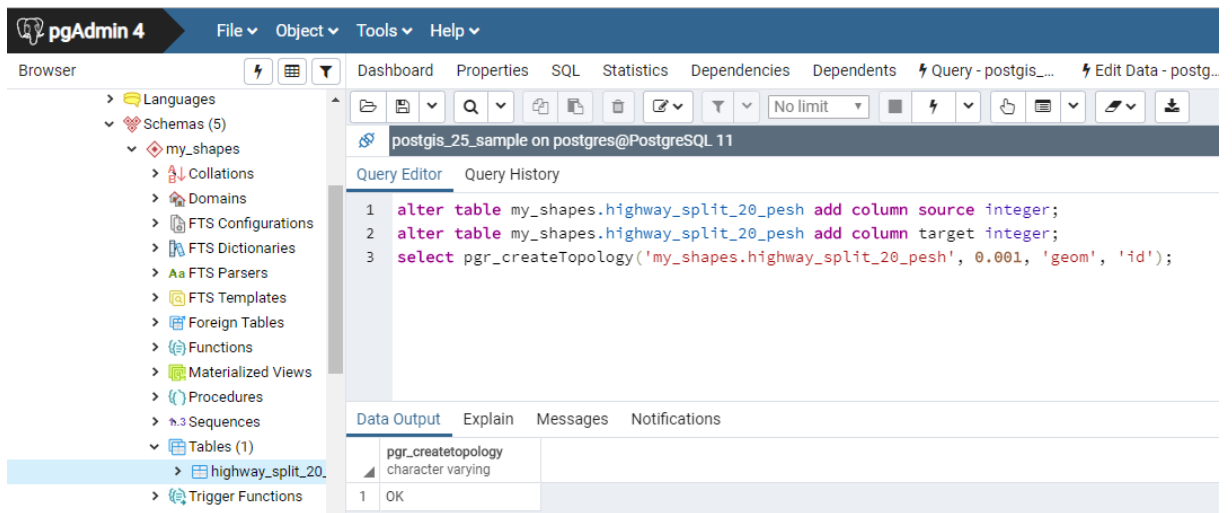 pgAdmin 4 File Object Tools Help
Browser Dashboard Properties SQL Statistics Dependencies Dependents Query - postgis_... Edit Data - postg...
No limit
postgis_25_sample on postgres@PostgreSQL 11
Languages
Schemas (5)
my_shapes
Collations
Domains
FTS Configurations
FTS Dictionaries
Aa FTS Parsers
FTS Templates
Foreign Tables
Functions
Materialized Views
Procedures
1..3 Sequences
Tables (1)
highway_split_20_
Trigger Functions
Query Editor Query History
1 alter table my_shapes.highway_split_20_pesh add column source integer;
2 alter table my_shapes.highway_split_20_pesh add column target integer;
3 select pgr_createTopology('my_shapes.highway_split_20_pesh', 0.001, 'geom', 'id');
Data Output Explain Messages Notifications
pgr_createtopology
character varying
1 OK